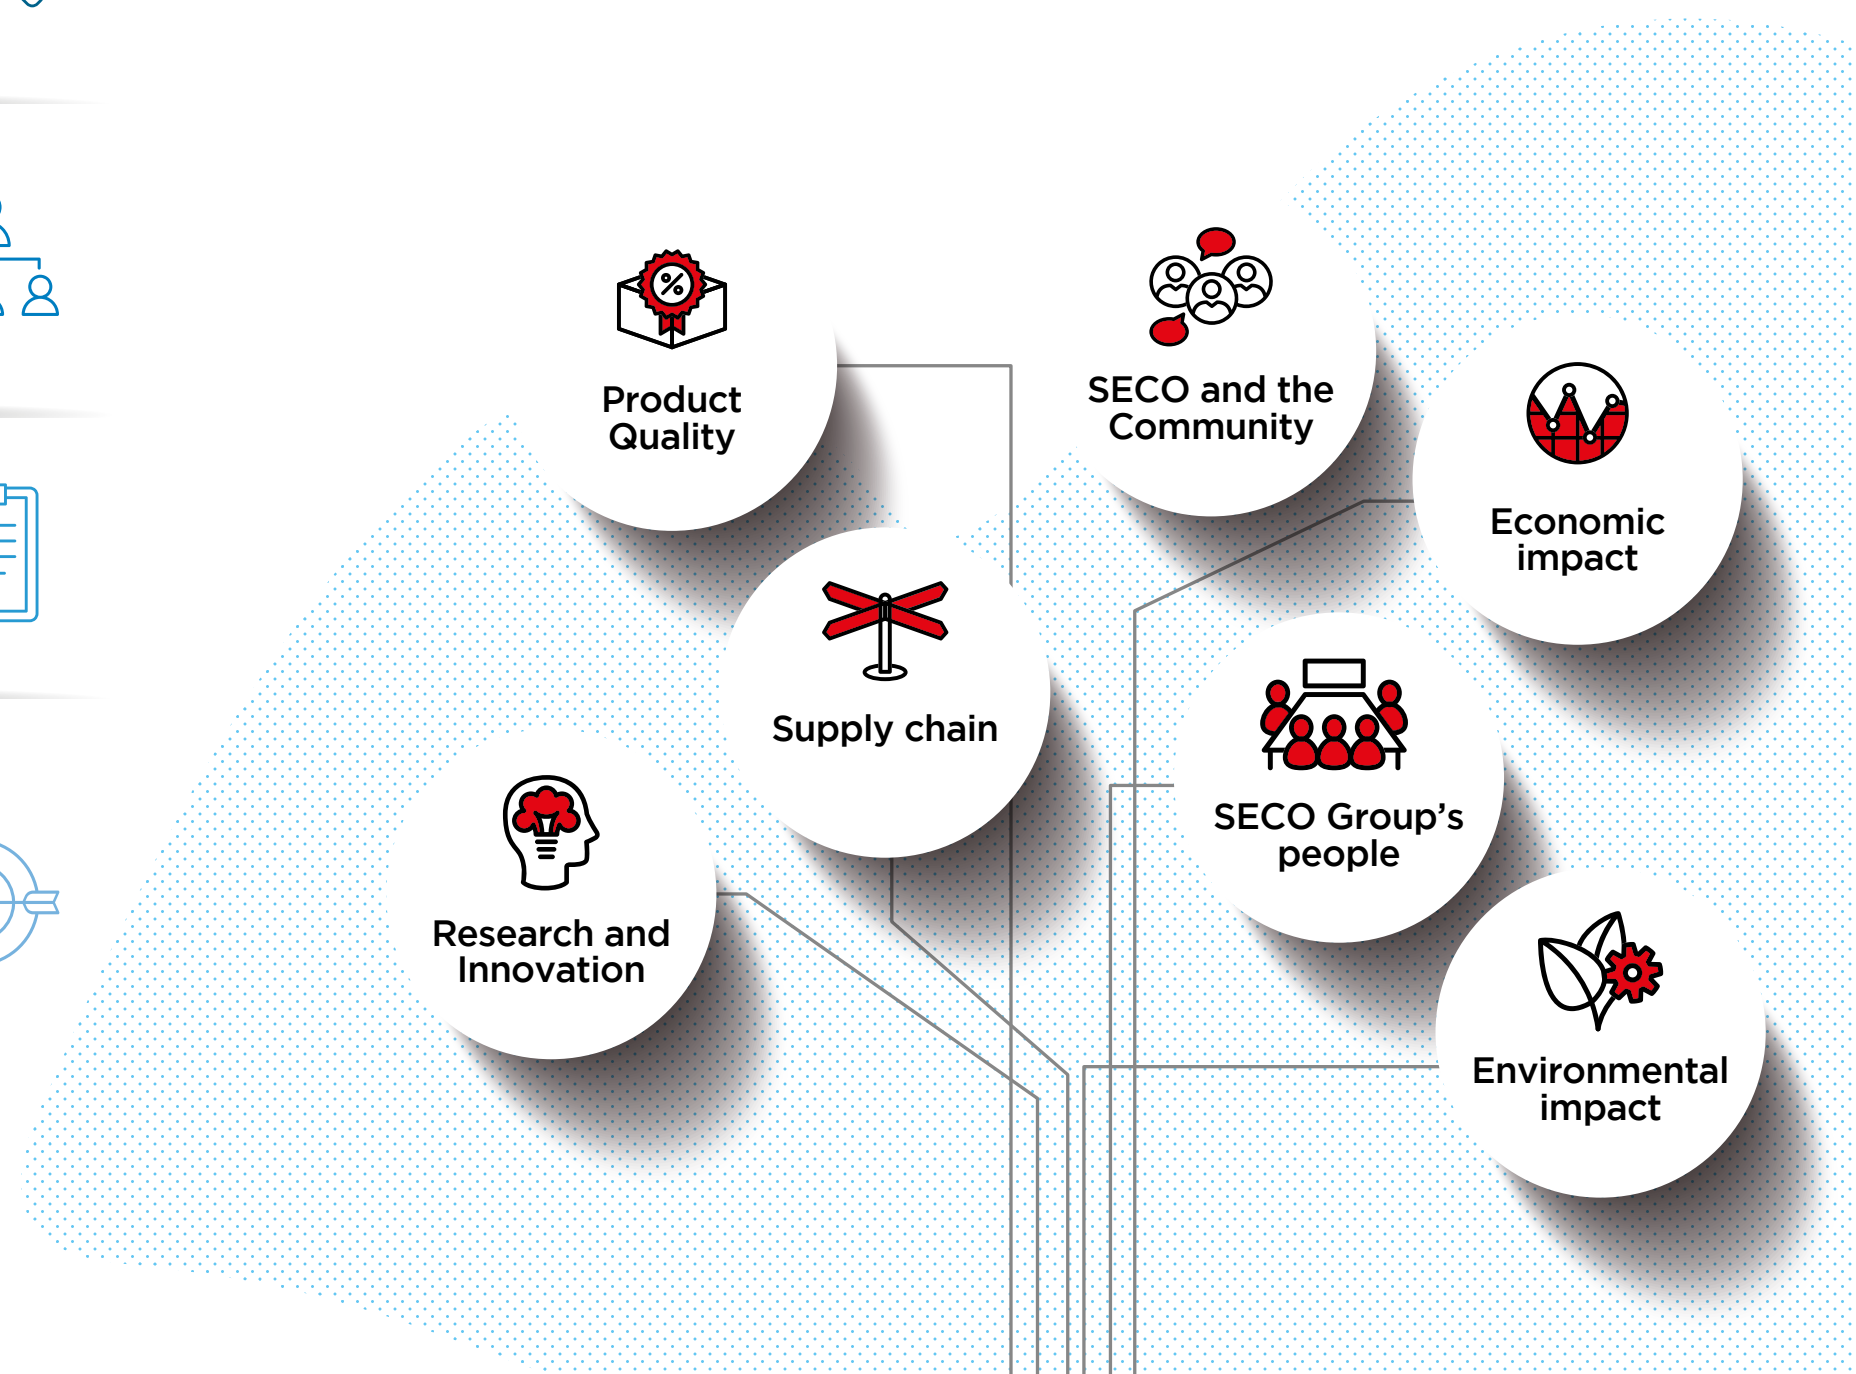 Product
Quality
SECO and the
Community
Economic
impact
Supply chain
SECO Group’s
people
Research and
Innovation
Environmental
impact